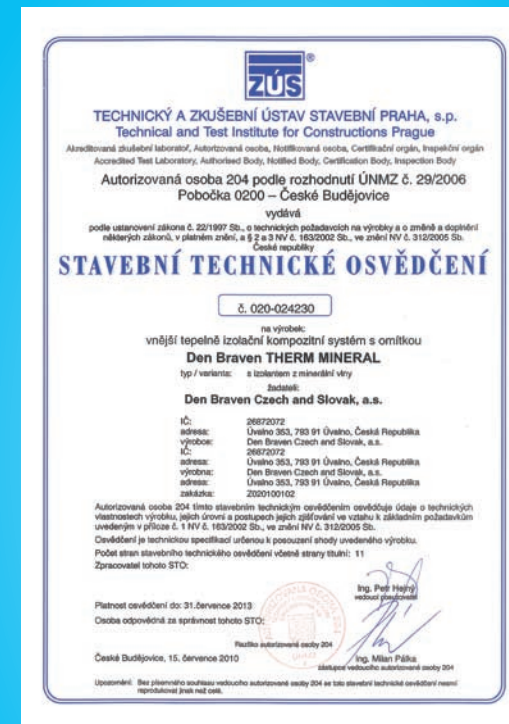 ZÚS
®
TECHNICKÝ A ZKUŠEBNÍ ÚSTAV STAVEBNÍ PRAHA, s.p.
Technical and Test Institute for Constructions Prague
Akreditovaná zkušební laboratoř, Autorizovaná osoba, Notifikovaná osoba, Certifikační orgán, Inspekční orgán
Accredited Test Laboratory, Authorised Body, Notified Body, Certification Body, Inspection Body
Autorizovaná osoba 204 podle rozhodnutí ÚNMZ č. 29/2006
Pobočka 0200 – České Budějovice
vydává
podle ustanovení zákona č. 22/1997 Sb., o technických požadavcích na výrobky a o změně a doplnění
některých zákonů, v platném znění, a § 2 a 3 NV č. 163/2002 Sb., ve znění NV č. 312/2005 Sb.
České republiky
STAVEBNÍ TECHNICKÉ OSVĚDČENÍ
č. 020-024230
na výrobek:
vnější tepelně izolační kompozitní systém s omítkou
Den Braven THERM MINERAL
typ / varianta: s izolantem z minerální vlny
žadateli:
Den Braven Czech and Slovak, a.s.
IČ: 26872072
adresa: Úvalno 353, 793 91 Úvalno, Česká Republika
výrobce: Den Braven Czech and Slovak, a.s.
IČ: 26872072
adresa: Úvalno 353, 793 91 Úvalno, Česká Republika
výrobna: Den Braven Czech and Slovak, a.s.
adresa: Úvalno 353, 793 91 Úvalno, Česká Republika
zakázka: Z020100102
Autorizovaná osoba 204 tímto stavebním technickým osvědčením osvědčuje údaje o technických
vlastnostech výrobku, jejich úrovni a postupech jejich zjišťování ve vztahu k základním požadavkům
uvedeným v příloze č. 1 NV č. 163/2002 Sb., ve znění NV č. 312/2005 Sb.
Osvědčení je technickou specifikací určenou k posouzení shody uvedeného výrobku.
Počet stran stavebního technického osvědčení včetně strany titulní: 11
Zpracovatel tohoto STO:
Ing. Petr Hejný
vedoucí posuzovatel
Platnost osvědčení do: 31.července 2013
Osoba odpovědná za správnost tohoto STO:
Razítko autorizované osoby 204
České Budějovice, 15. července 2010
Ing. Milan Pálka
zástupce vedoucího autorizované osoby 204
Upozornění: Bez písemného souhlasu vedoucího autorizované osoby 204 se toto stavební technické osvědčení nesmí
reprodukovat jinak než celé.